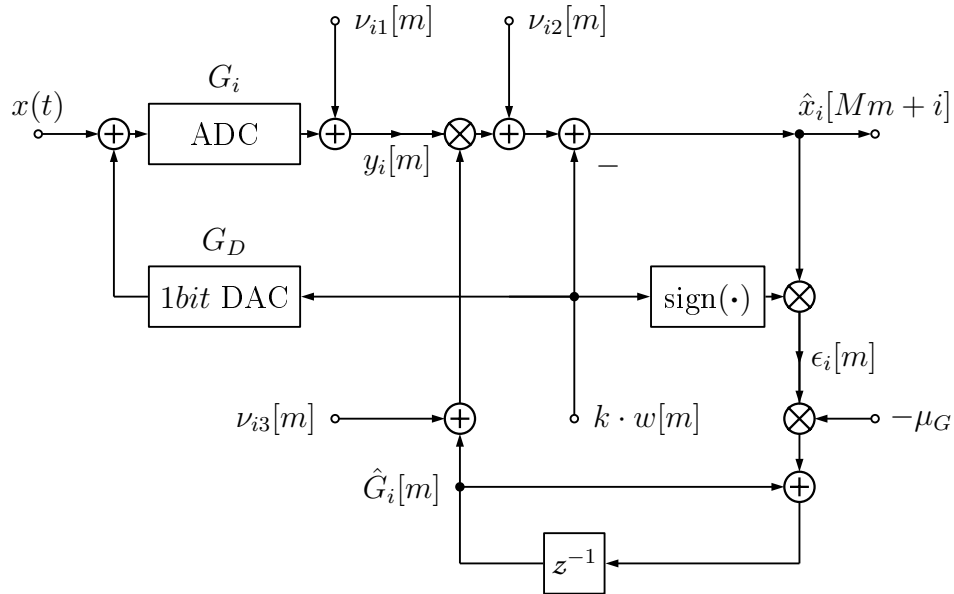 ν_{i1}[m]
ν_{i2}[m]
G_i
x(t)
x̂_i[Mm + i]
ADC
y_i[m]
−
G_D
1bit DAC
sign(·)
ϵ_i[m]
ν_{i3}[m]
k · w[m]
−μ_G
Ĝ_i[m]
z^{−1}